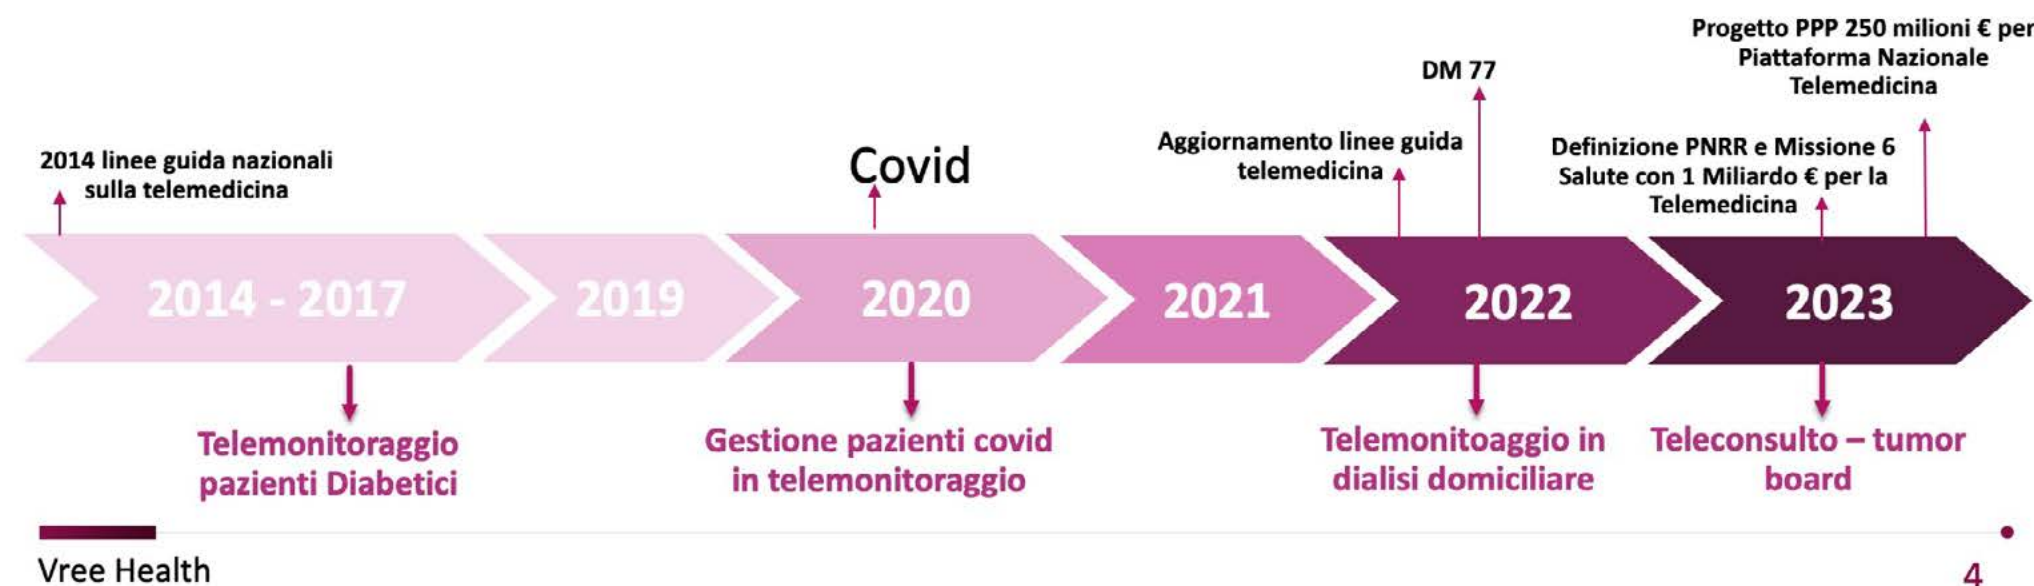 Progetto PPP 250 milioni € per
Piattaforma Nazionale
Telemedicina
DM 77
Aggiornamento linee guida
telemedicina
Definizione PNRR e Missione 6
Salute con 1 Miliardo € per la
Telemedicina
2014 linee guida nazionali
sulla telemedicina
Covid
2014 - 2017
2019
2020
2021
2022
2023
Telemonitoraggio
pazienti Diabetici
Gestione pazienti covid
in telemonitoraggio
Telemonitoaggio in
dialisi domiciliare
Teleconsulto – tumor
board
Vree Health
4